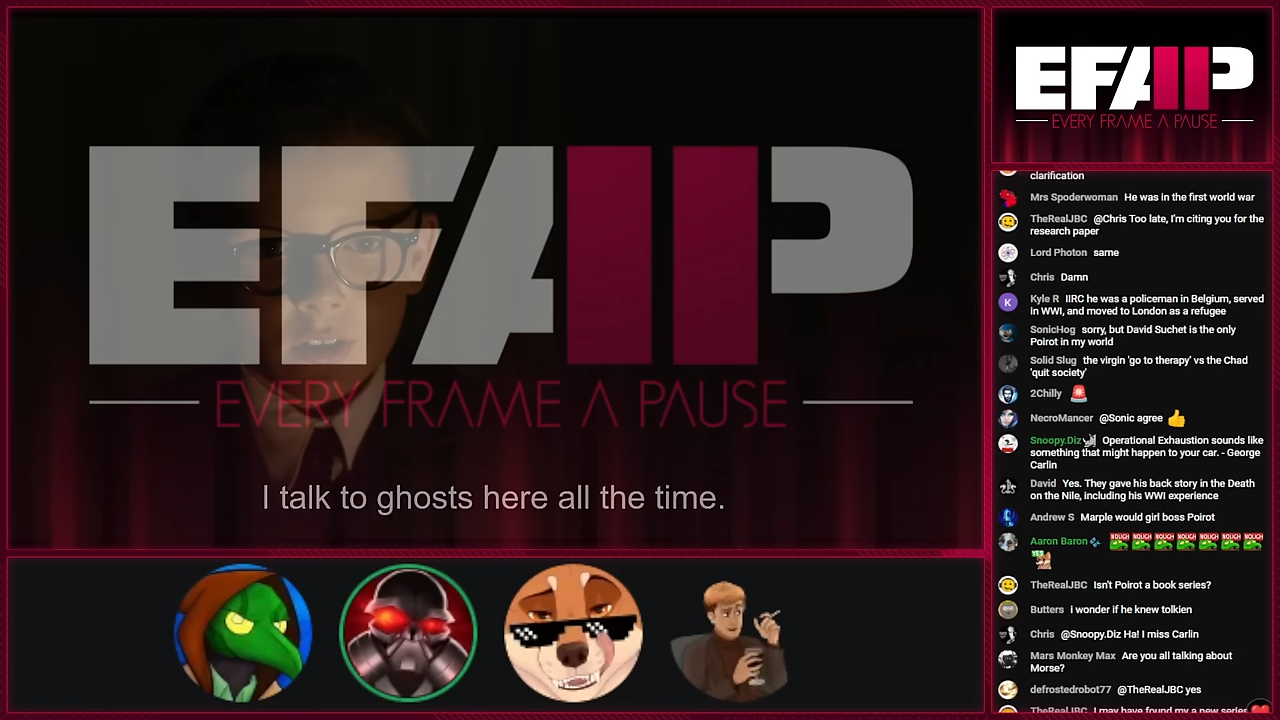 EFAP
EVERY FRAME A PAUSE
I talk to ghosts here all the time.
EFAP
EVERY FRAME A PAUSE
clarification
Mrs Spoderwoman He was in the first world war
TheRealJBC @Chris Too late, I'm citing you for the
research paper
Lord Photon same
Chris Damn
K
Kyle R IIRC he was a policeman in Belgium, served
in WWI, and moved to London as a refugee
SonicHog sorry, but David Suchet is the only
Poirot in my world
Solid Slug the virgin 'go to therapy' vs the Chad
'quit society'
2Chilly
NecroMancer @Sonic agree
Snoopy.Diz Operational Exhaustion sounds like
something that might happen to your car. - George
Carlin
David Yes. They gave his back story in the Death
on the Nile, including his WWI experience
Andrew S Marple would girl boss Poirot
Aaron Baron
YES
TheRealJBC Isn't Poirot a book series?
Butters i wonder if he knew tolkien
Chris @Snoopy.Diz Ha! I miss Carlin
Mars Monkey Max Are you all talking about
Morse?
defrostedrobot77 @TheRealJBC yes
TheRealJBC I may have found my a new series